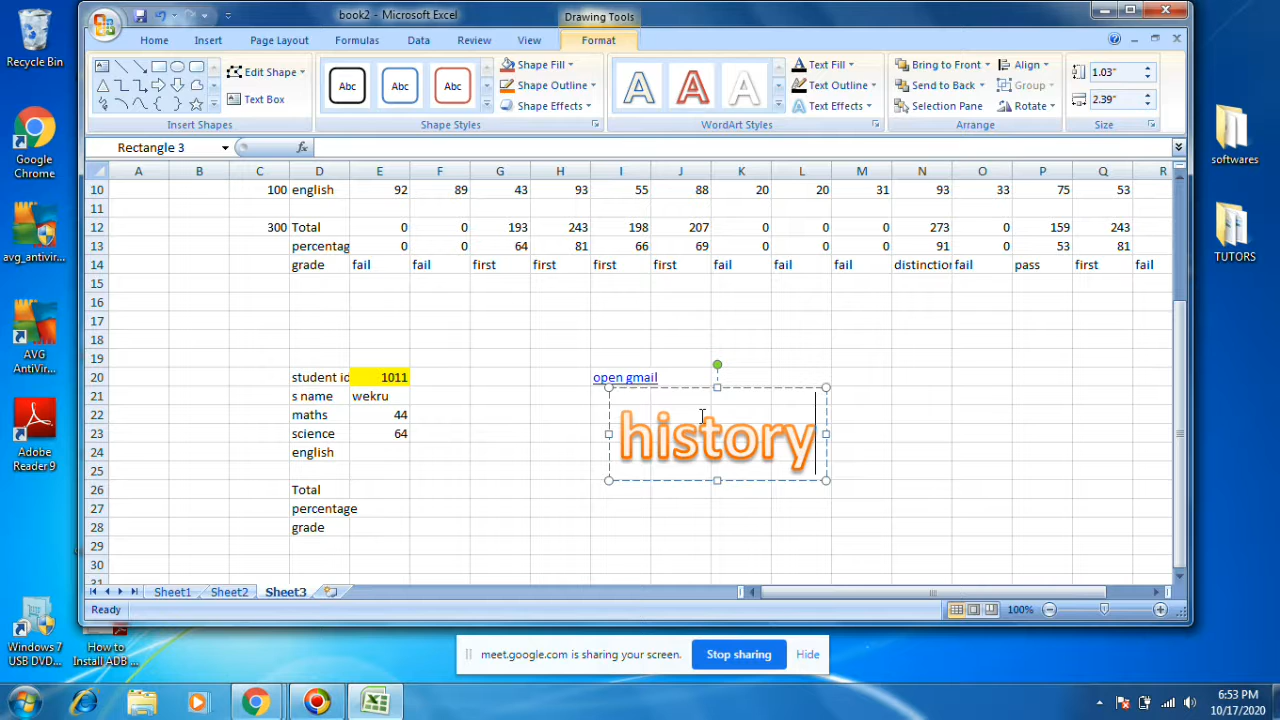 book2 - Microsoft Excel
Drawing Tools
Home Insert Page Layout Formulas Data Review View Format
Edit Shape
Text Box
Insert Shapes
Abc Abc Abc
Shape Fill
Shape Outline
Shape Effects
Shape Styles
A A A
Text Fill
Text Outline
Text Effects
WordArt Styles
Bring to Front
Send to Back
Selection Pane
Align
Group
Rotate
Arrange
1.03"
2.39"
Size
Rectangle 3
fx
A B C D E F G H I J K L M N O P Q R
10 100 english 92 89 43 93 55 88 20 20 31 93 33 75 53
11
12 300 Total 0 0 193 243 198 207 0 0 0 273 0 159 243
13 percentag 0 0 64 81 66 69 0 0 0 91 0 53 81
14 grade fail fail first first first first fail fail fail distinction fail pass first fail
15
16
17
18
19
20 student id 1011 open gmail
21 s name wekru
22 maths 44
23 science 64
24 english
25
26 Total
27 percentage
28 grade
29
30
31
history
Sheet1 Sheet2 Sheet3
Ready
100%
Recycle Bin
Google Chrome
avg_antivir...
AVG AntiVir...
Adobe Reader 9
Windows 7 USB DVD...
How to Install ADB ...
softwares
TUTORS
meet.google.com is sharing your screen.
Stop sharing
Hide
6:53 PM
10/17/2020